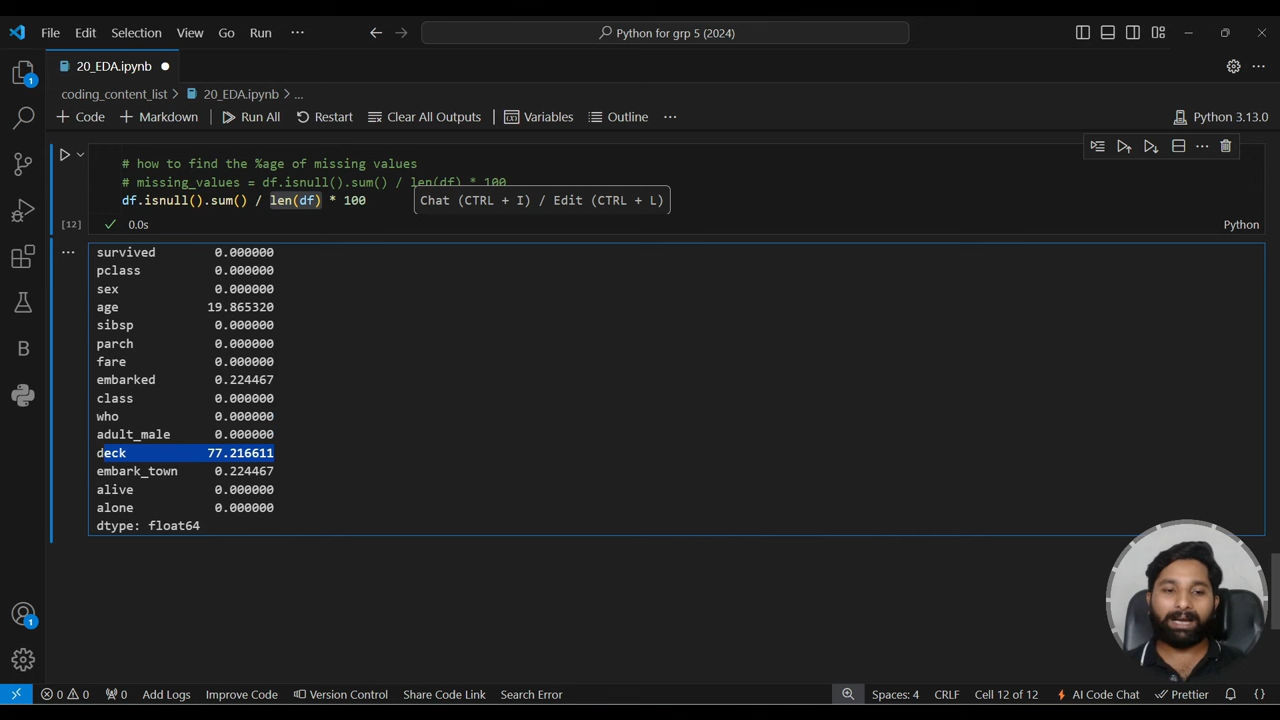 File Edit Selection View Go Run ··· Python for grp 5 (2024)
20_EDA.ipynb
coding_content_list > 20_EDA.ipynb > ...
+ Code + Markdown Run All Restart Clear All Outputs Variables Outline ··· Python 3.13.0
# how to find the %age of missing values
# missing_values = df.isnull().sum() / len(df) * 100
df.isnull().sum() / len(df) * 100
Chat (CTRL + I) / Edit (CTRL + L)
[12] 0.0s Python
survived 0.000000
pclass 0.000000
sex 0.000000
age 19.865320
sibsp 0.000000
parch 0.000000
fare 0.000000
embarked 0.224467
class 0.000000
who 0.000000
adult_male 0.000000
deck 77.216611
embark_town 0.224467
alive 0.000000
alone 0.000000
dtype: float64
1
B
1
0 0 0 Add Logs Improve Code Version Control Share Code Link Search Error Spaces: 4 CRLF Cell 12 of 12 AI Code Chat Prettier